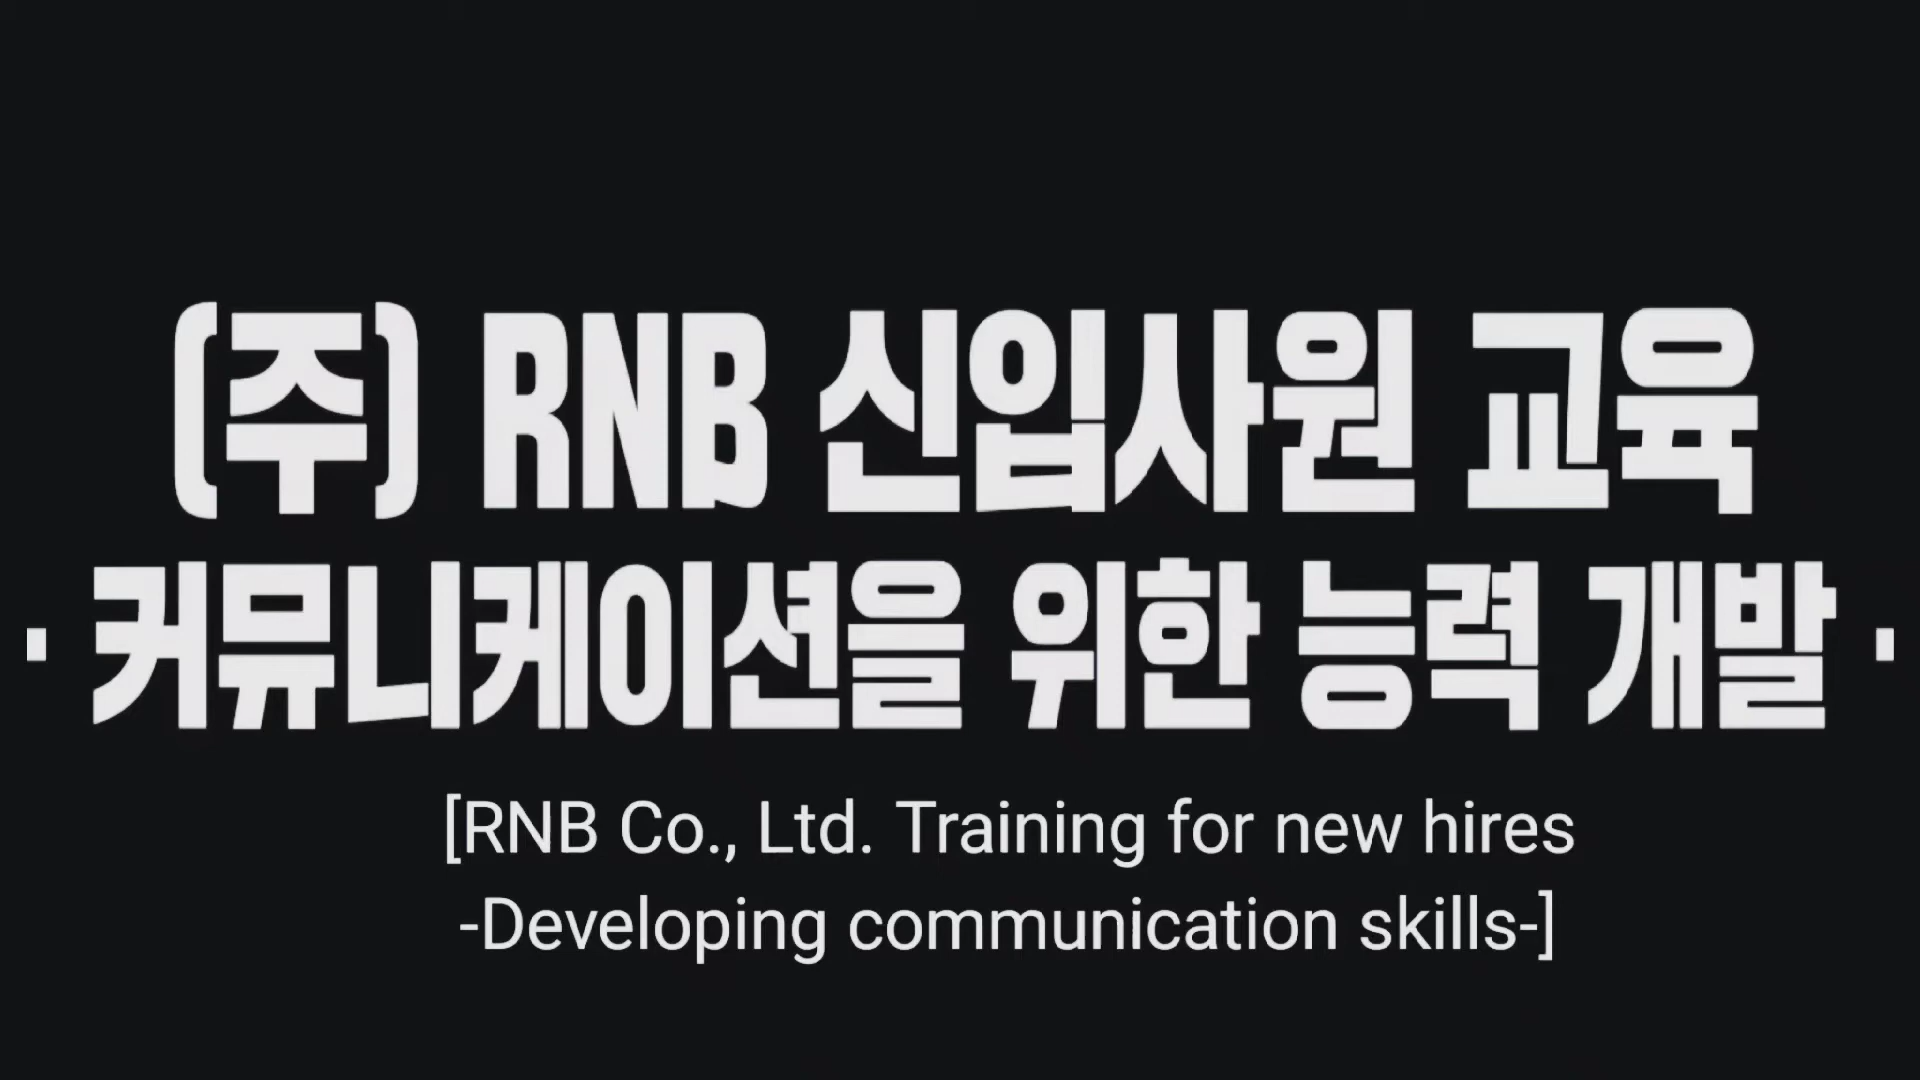 (주) RNB 신입사원 교육
· 커뮤니케이션을 위한 능력 개발 ·
[RNB Co., Ltd. Training for new hires
-Developing communication skills-]